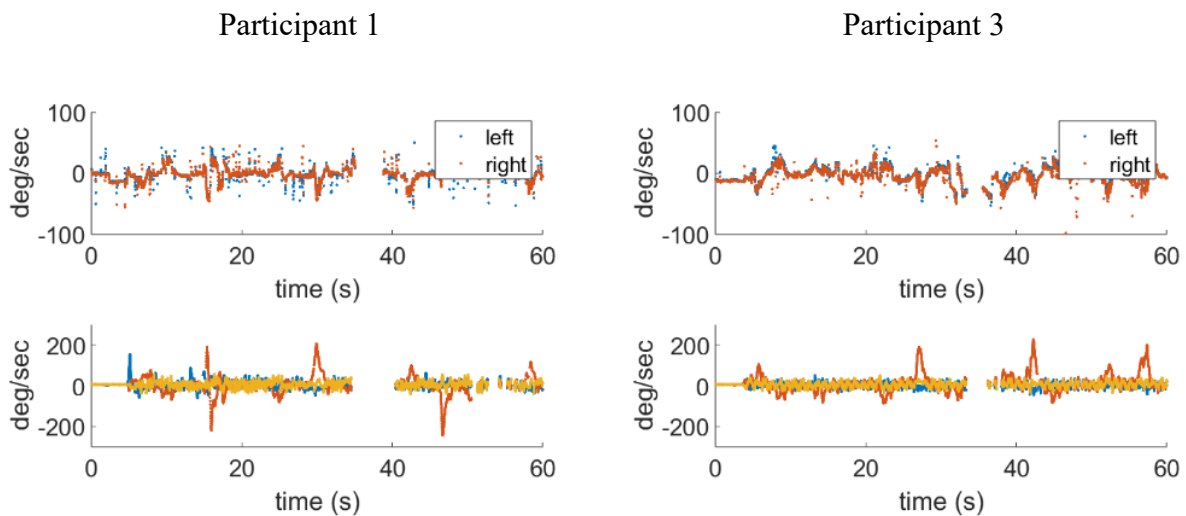 Participant 1
Participant 3
100
0
-100
deg/sec
left
right
0 20 40 60
time (s)
100
0
-100
deg/sec
left
right
0 20 40 60
time (s)
200
0
-200
deg/sec
0 20 40 60
time (s)
200
0
-200
deg/sec
0 20 40 60
time (s)